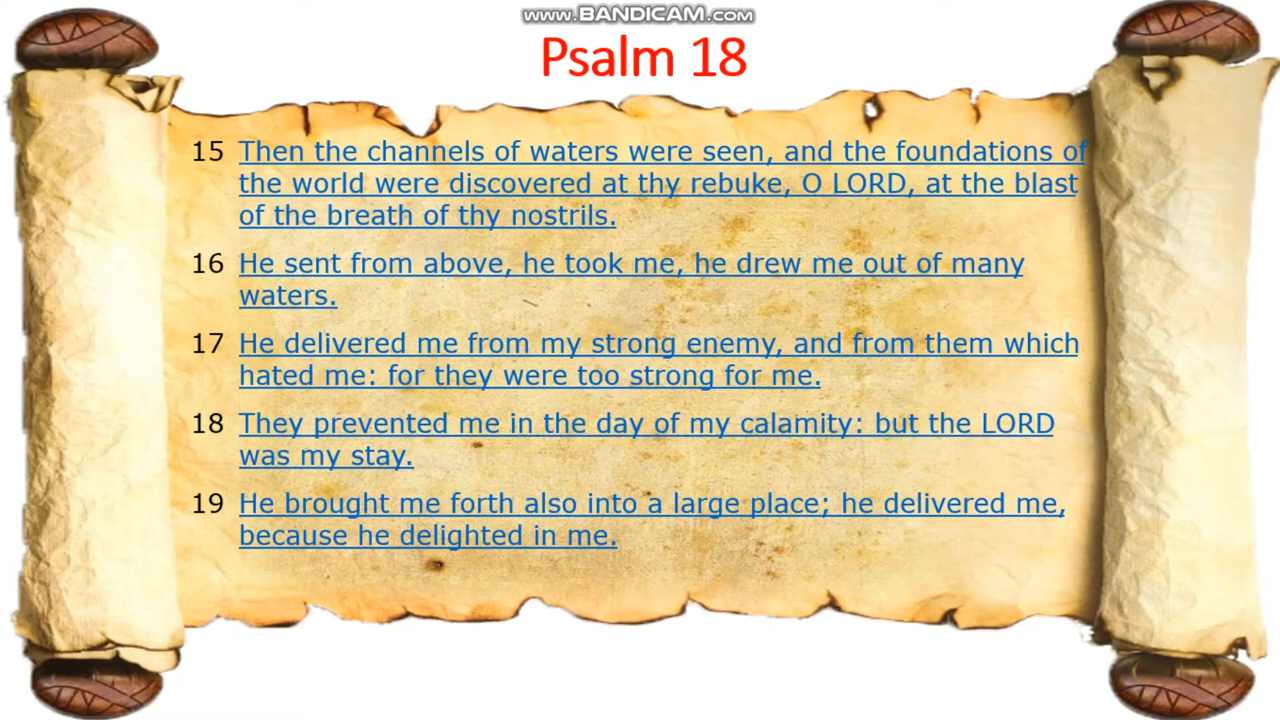 www.BANDICAM.com
Psalm 18
15 Then the channels of waters were seen, and the foundations of
the world were discovered at thy rebuke, O LORD, at the blast
of the breath of thy nostrils.
16 He sent from above, he took me, he drew me out of many
waters.
17 He delivered me from my strong enemy, and from them which
hated me: for they were too strong for me.
18 They prevented me in the day of my calamity: but the LORD
was my stay.
19 He brought me forth also into a large place; he delivered me,
because he delighted in me.